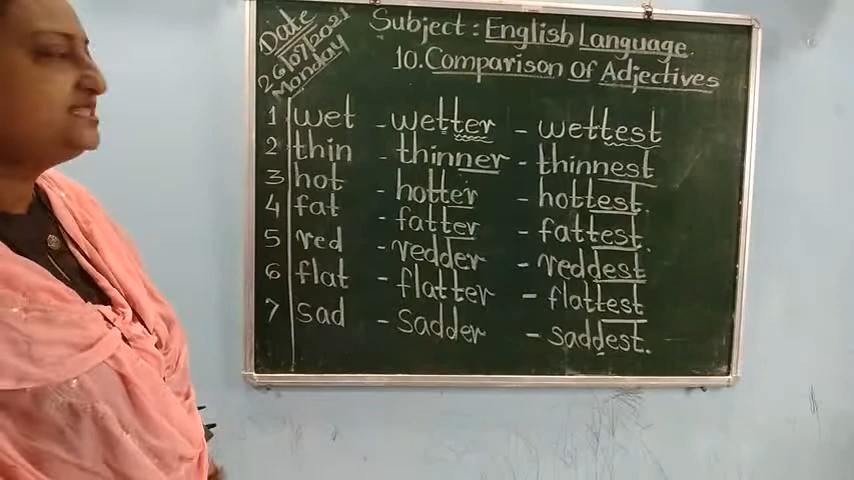 Date
26/07/2021
Monday
Subject : English Language
10. Comparison Of Adjectives
1 wet - wetter - wettest
2 thin - thinner - thinnest
3 hot - hotter - hottest
4 fat - fatter - fattest
5 red - redder - reddest
6 flat - flatter - flattest
7 sad - sadder - saddest.